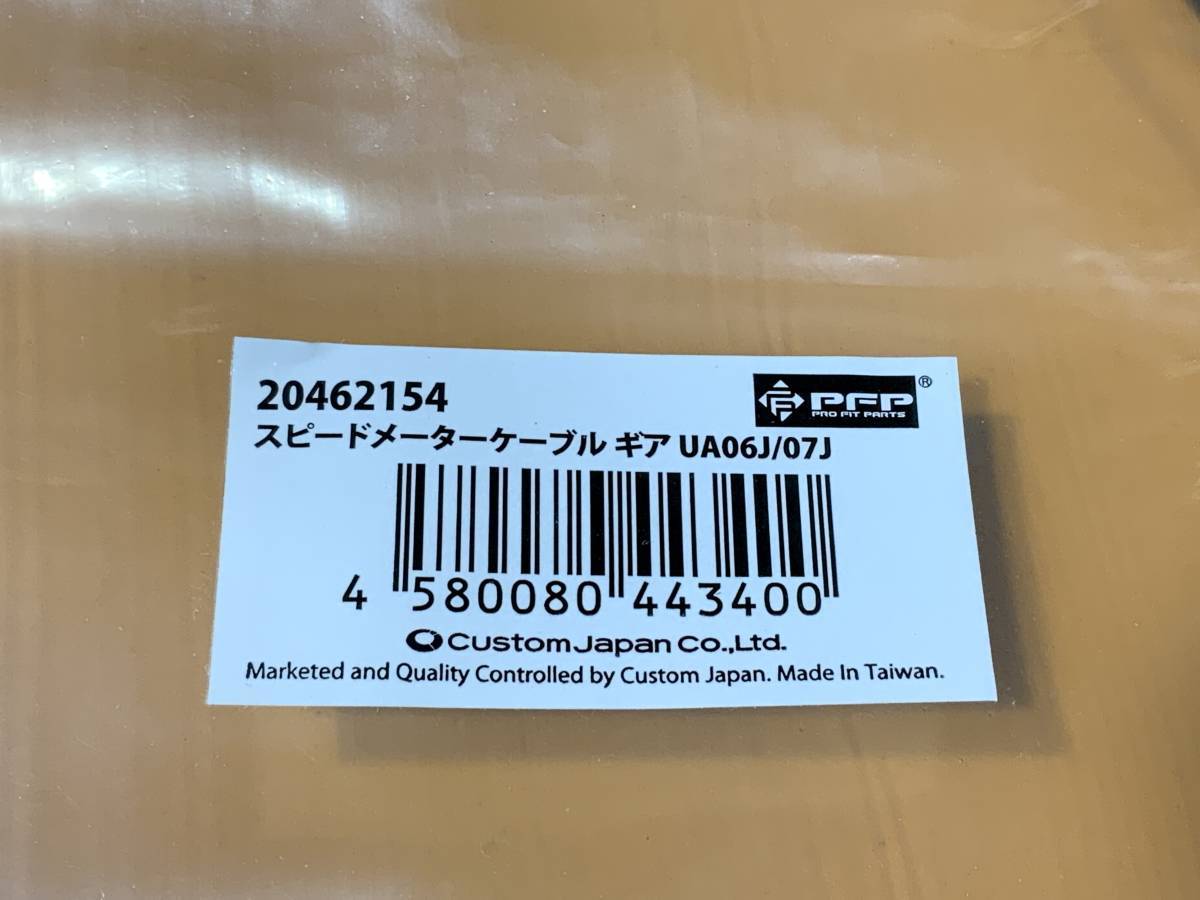 20462154
PFP®
PRO FIT PARTS
スピードメーターケーブル ギア UA06J/07J
4 580080 443400
Custom Japan Co.,Ltd.
Marketed and Quality Controlled by Custom Japan. Made In Taiwan.